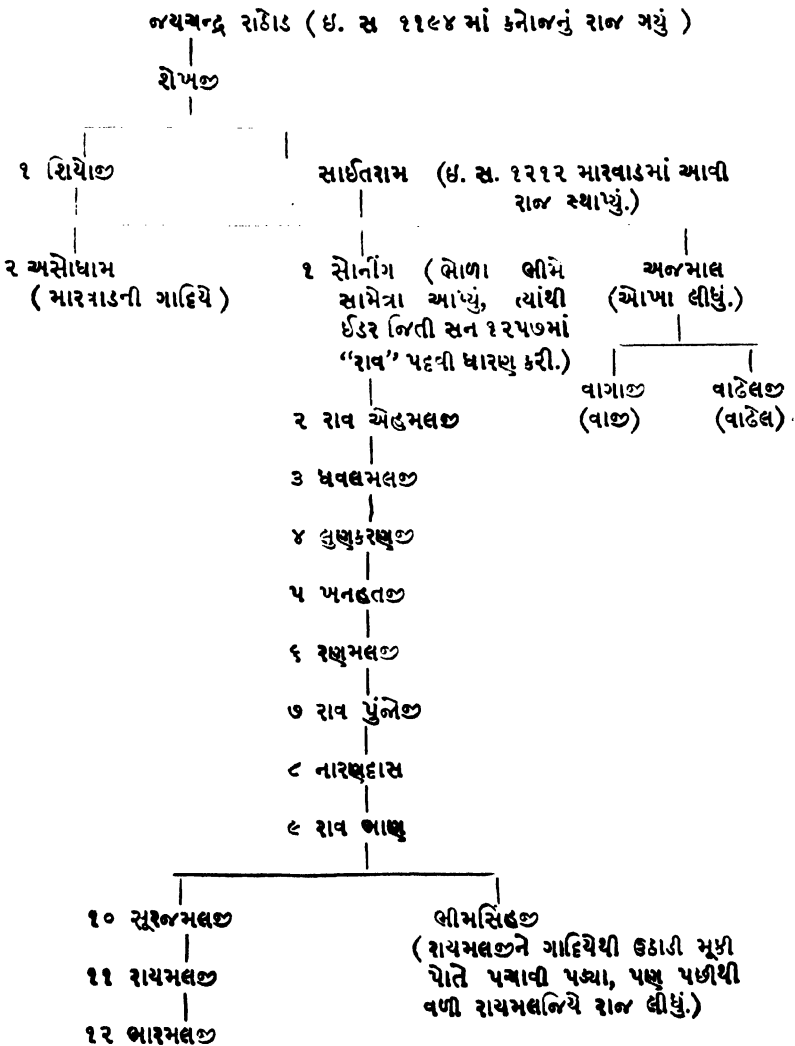 જયચન્દ્ર રાઠોડ ( ઇ. સ ૧૧૯૪ માં કનોજનું રાજ ગયું )
શેખજી
૧ શિયોજી
સાઈતરામ (ઇ. સ. ૧૨૧૨ મારવાડમાં આવી
રાજ સ્થાપ્યું.)
૨ અસોધામ
( મારવાડની ગાદિયે )
૧ સોનીંગ ( ભોળા ભીમે
સામેત્રા આપ્યું, ત્યાંથી
ઈડર જિતી સન ૧૨૫૭માં
“રાવ” પદવી ધારણ કરી.)
અજમાલ
(ઓખા લીધું.)
વાગાજી
(વાજી)
વાઢેલજી
(વાઢેલ)
૨ રાવ એહમલજી
૩ ધવલમલજી
૪ લુણકરણજી
૫ ખનહતજી
૬ રણમલજી
૭ રાવ પુંજોજી
૮ નારણદાસ
૯ રાવ ભાણ
૧૦ સૂરજમલજી
૧૧ રાયમલજી
૧૨ ભારમલજી
ભીમસિંહજી
( રાયમલજીને ગાદિયેથી ઉઠાડી મૂકી
પોતે પચાવી પડ્યા, પણ પછીથી
વળી રાયમલજિયે રાજ લીધું.)